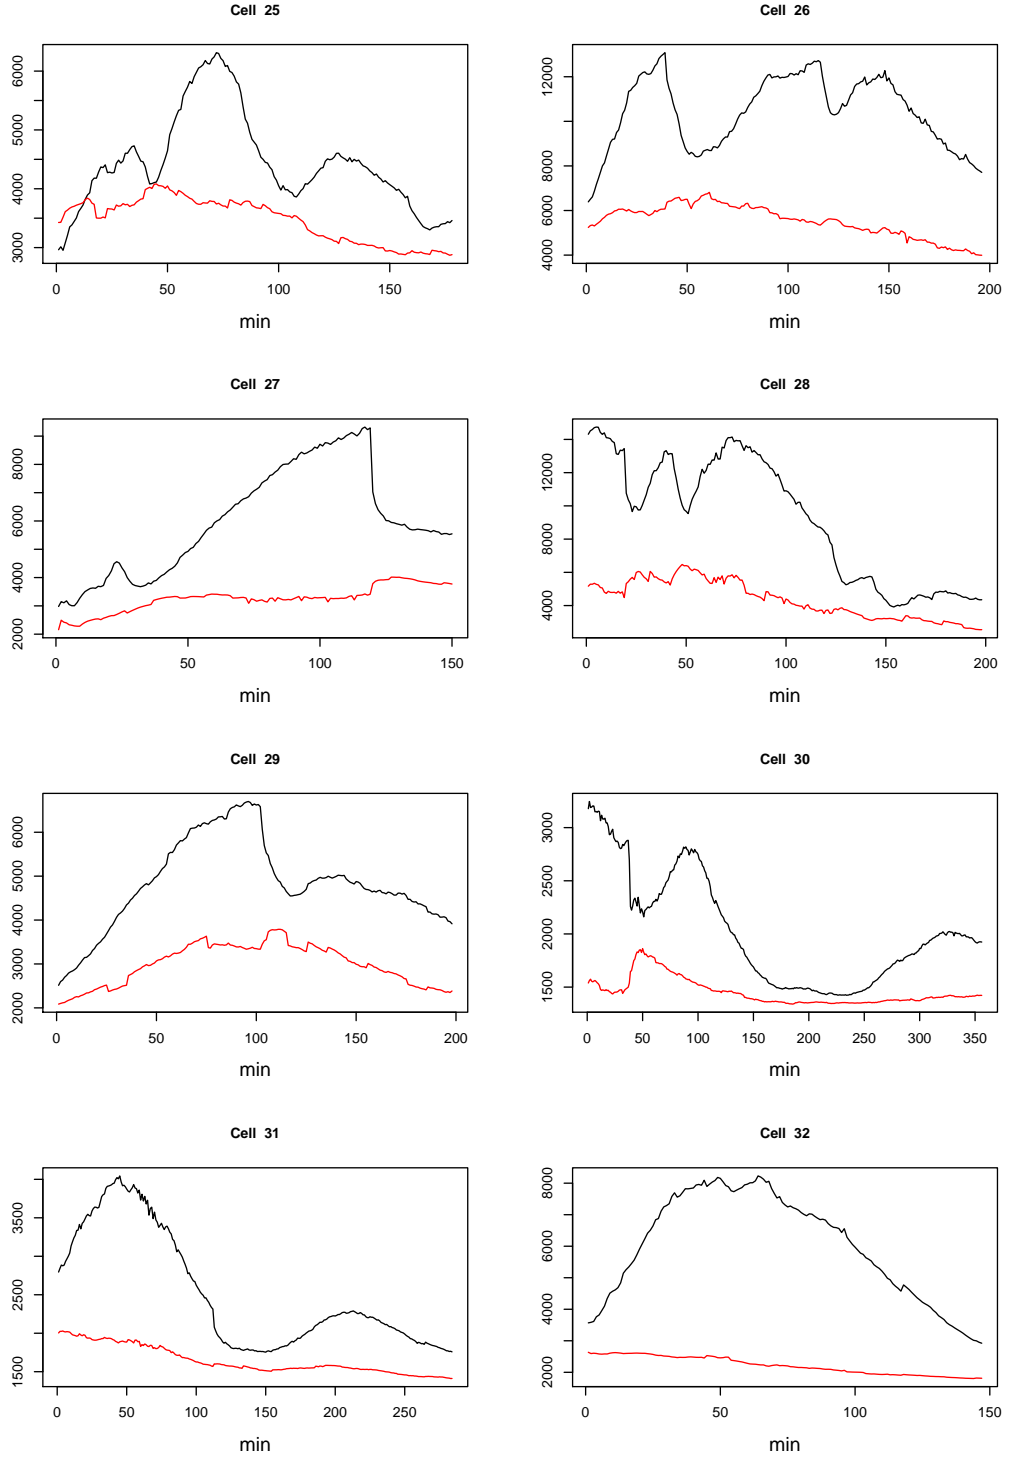 Cell 25
3000 4000 5000 6000
0 50 100 150
min
Cell 26
4000 6000 8000 12000
0 50 100 150 200
min
Cell 27
2000 4000 6000 8000
0 50 100 150
min
Cell 28
4000 8000 12000
0 50 100 150 200
min
Cell 29
2000 3000 4000 5000 6000
0 50 100 150 200
min
Cell 30
1500 2000 2500 3000
0 50 100 150 200 250 300 350
min
Cell 31
1500 2500 3500
0 50 100 150 200 250
min
Cell 32
2000 4000 6000 8000
0 50 100 150
min